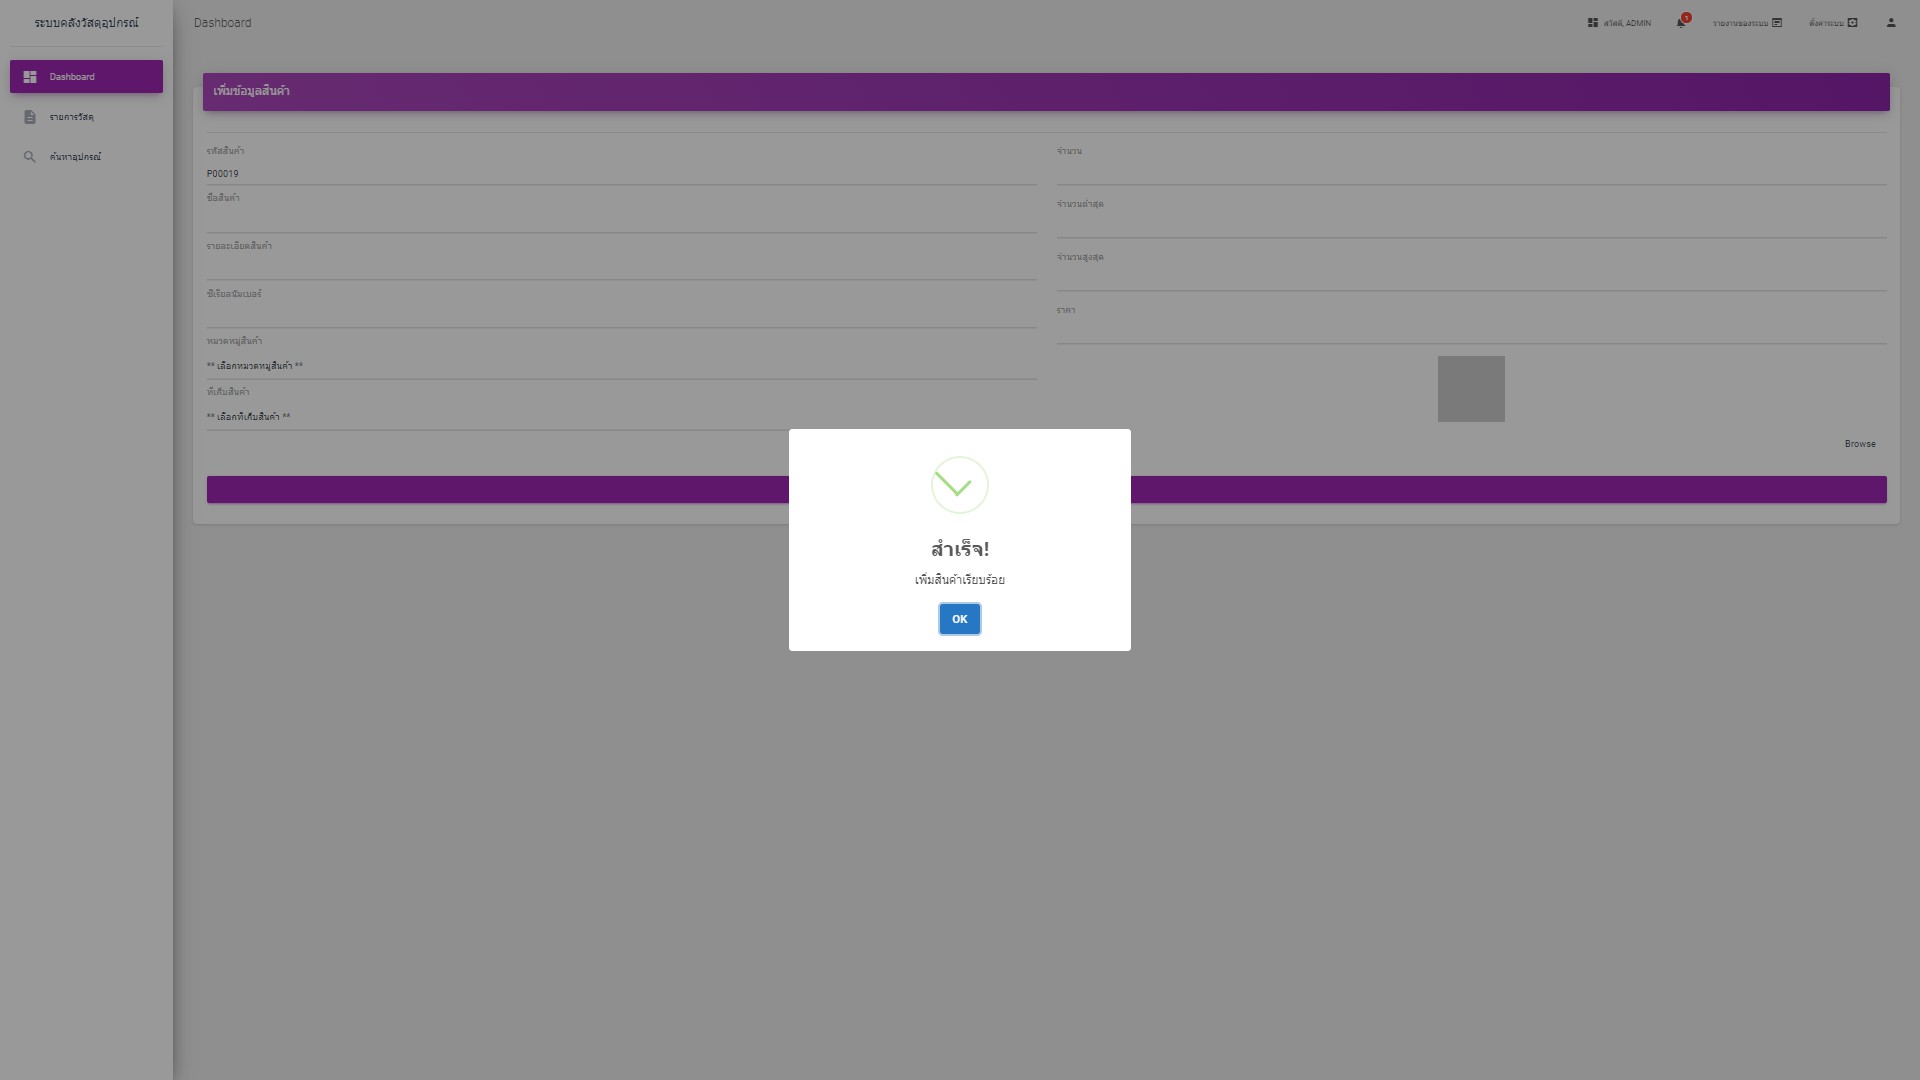 ระบบคลังวัสดุอุปกรณ์
Dashboard
สวัสดี, ADMIN
1
รายงานของระบบ
ตั้งค่าระบบ
Dashboard
รายการวัสดุ
ค้นหาอุปกรณ์
เพิ่มข้อมูลสินค้า
รหัสสินค้า
P00019
ชื่อสินค้า
รายละเอียดสินค้า
ซีเรียลนัมเบอร์
หมวดหมู่สินค้า
** เลือกหมวดหมู่สินค้า **
ที่เก็บสินค้า
** เลือกที่เก็บสินค้า **
จำนวน
จำนวนต่ำสุด
จำนวนสูงสุด
ราคา
Browse
สำเร็จ!
เพิ่มสินค้าเรียบร้อย
OK